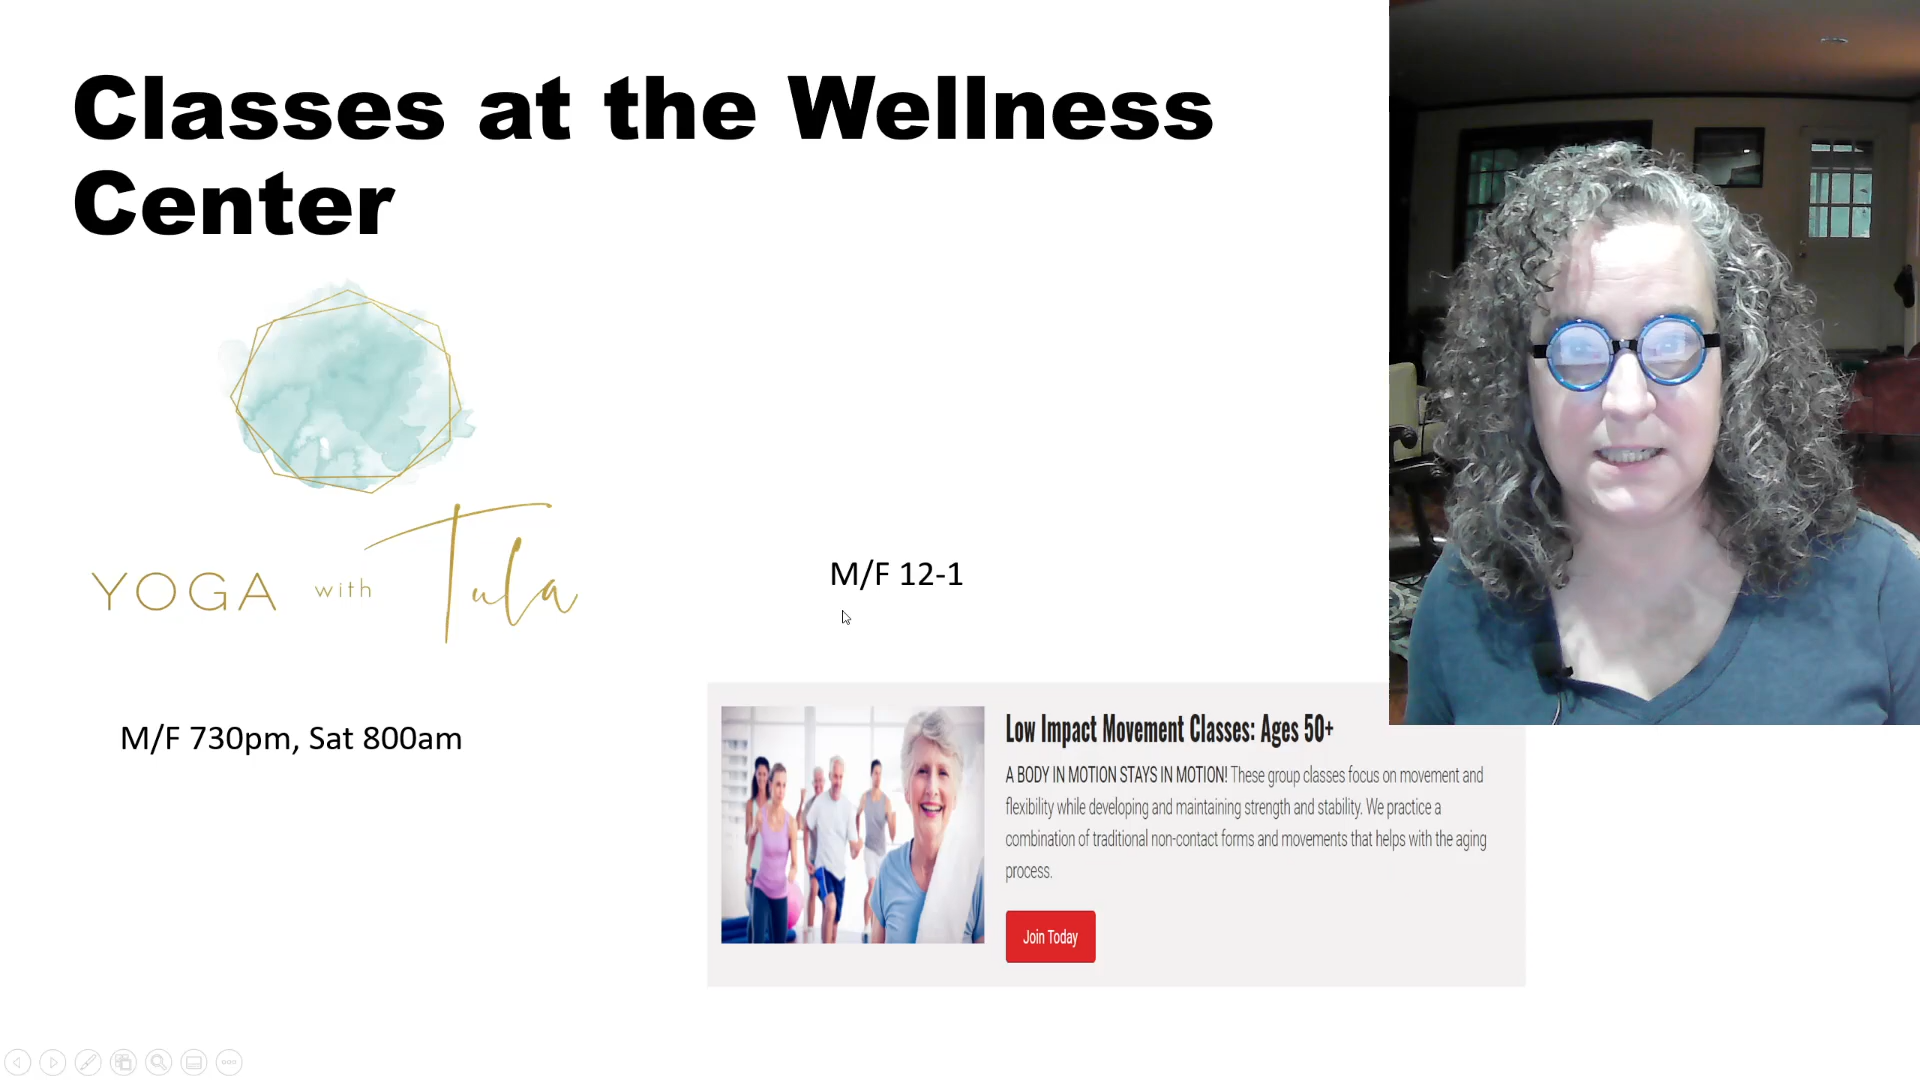 Classes at the Wellness
Center
YOGA with Tula
M/F 730pm, Sat 800am
M/F 12-1
Low Impact Movement Classes: Ages 50+
A BODY IN MOTION STAYS IN MOTION! These group classes focus on movement and
flexibility while developing and maintaining strength and stability. We practice a
combination of traditional non-contact forms and movements that helps with the aging
process.
Join Today